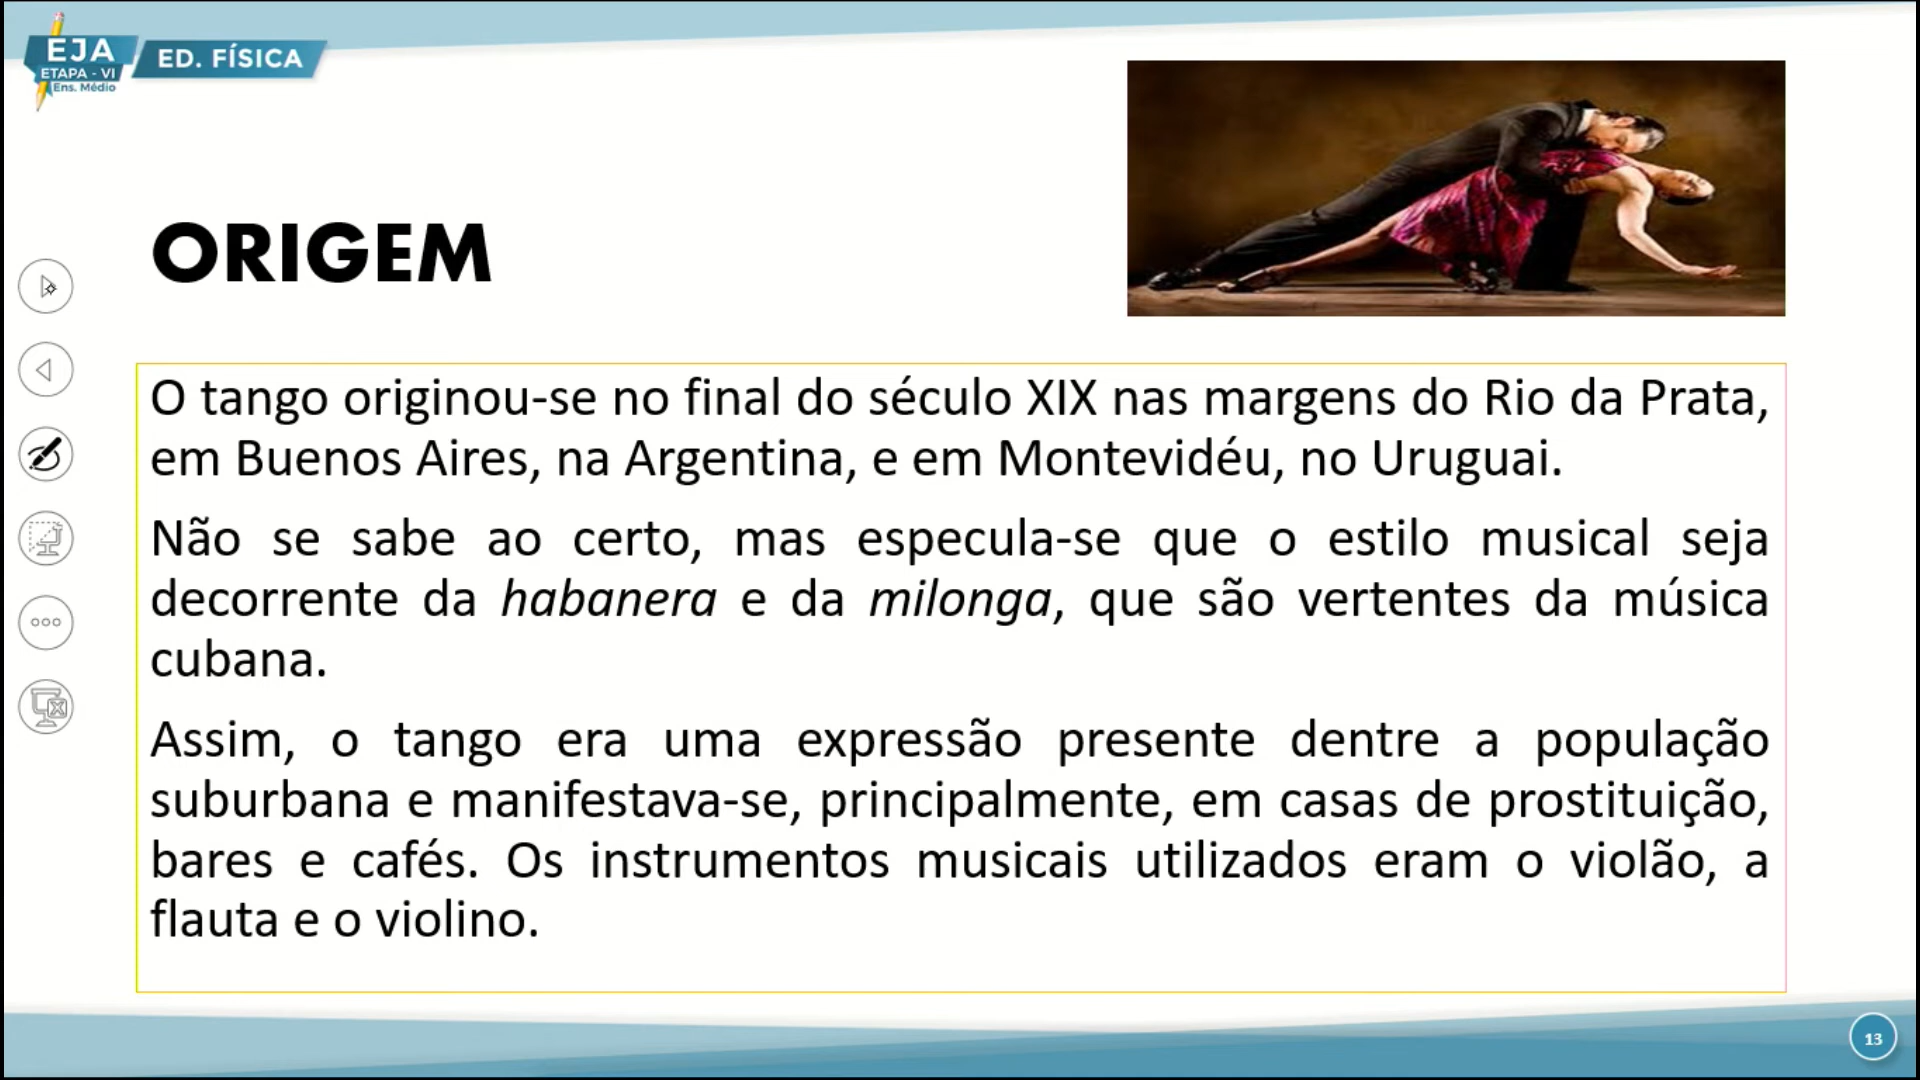 EJA
ETAPA - VI
Ens. Médio
ED. FÍSICA
ORIGEM
O tango originou-se no final do século XIX nas margens do Rio da Prata,
em Buenos Aires, na Argentina, e em Montevidéu, no Uruguai.
Não se sabe ao certo, mas especula-se que o estilo musical seja
decorrente da habanera e da milonga, que são vertentes da música
cubana.
Assim, o tango era uma expressão presente dentre a população
suburbana e manifestava-se, principalmente, em casas de prostituição,
bares e cafés. Os instrumentos musicais utilizados eram o violão, a
flauta e o violino.
13